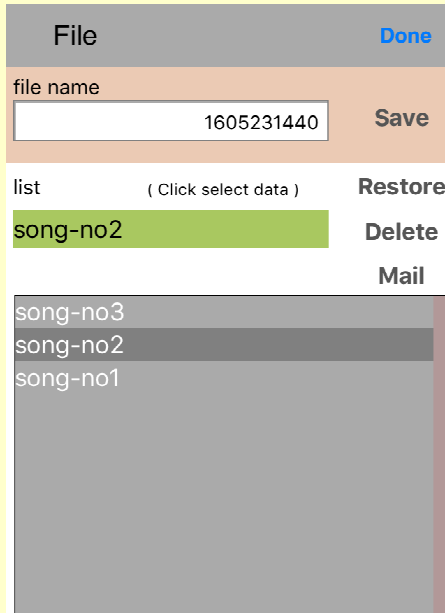 File Done
file name
1605231440 Save
list ( Click select data ) Restore
song-no2 Delete
Mail
song-no3
song-no2
song-no1